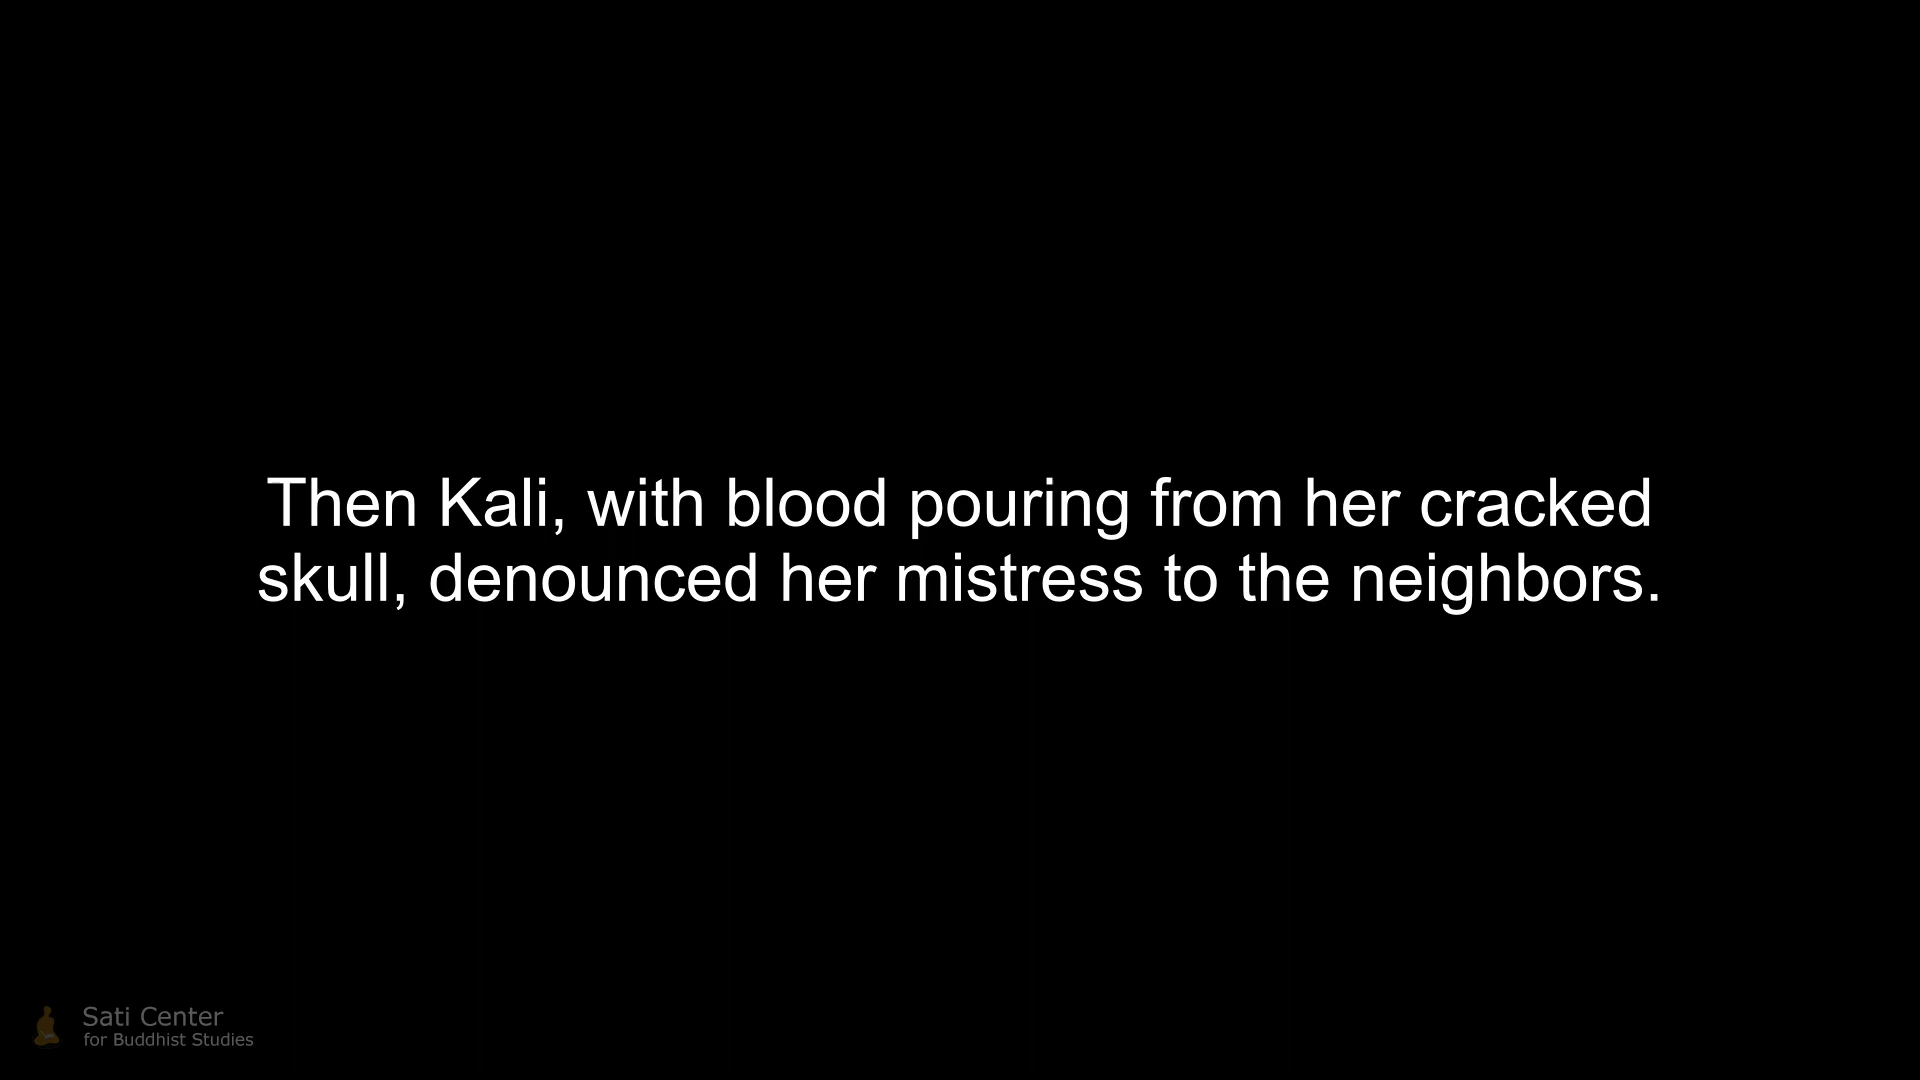 Then Kali, with blood pouring from her cracked
skull, denounced her mistress to the neighbors.
Sati Center
for Buddhist Studies